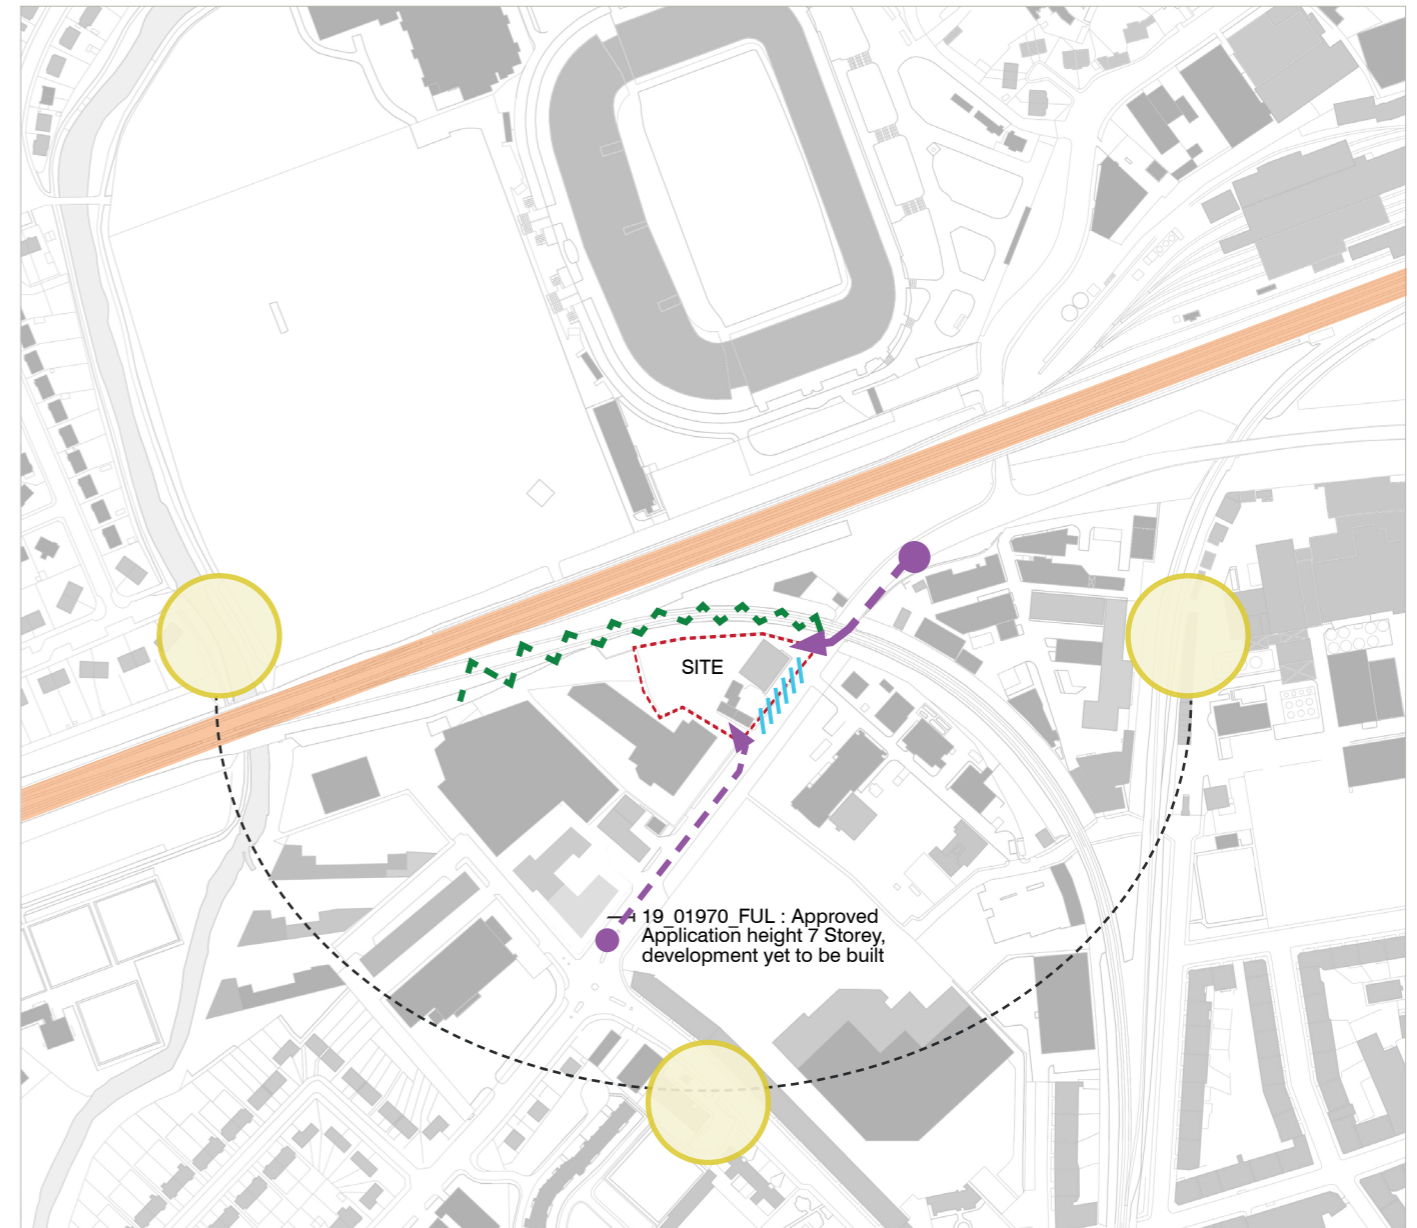 SITE
19_01970_FUL : Approved
Application height 7 Storey,
development yet to be built